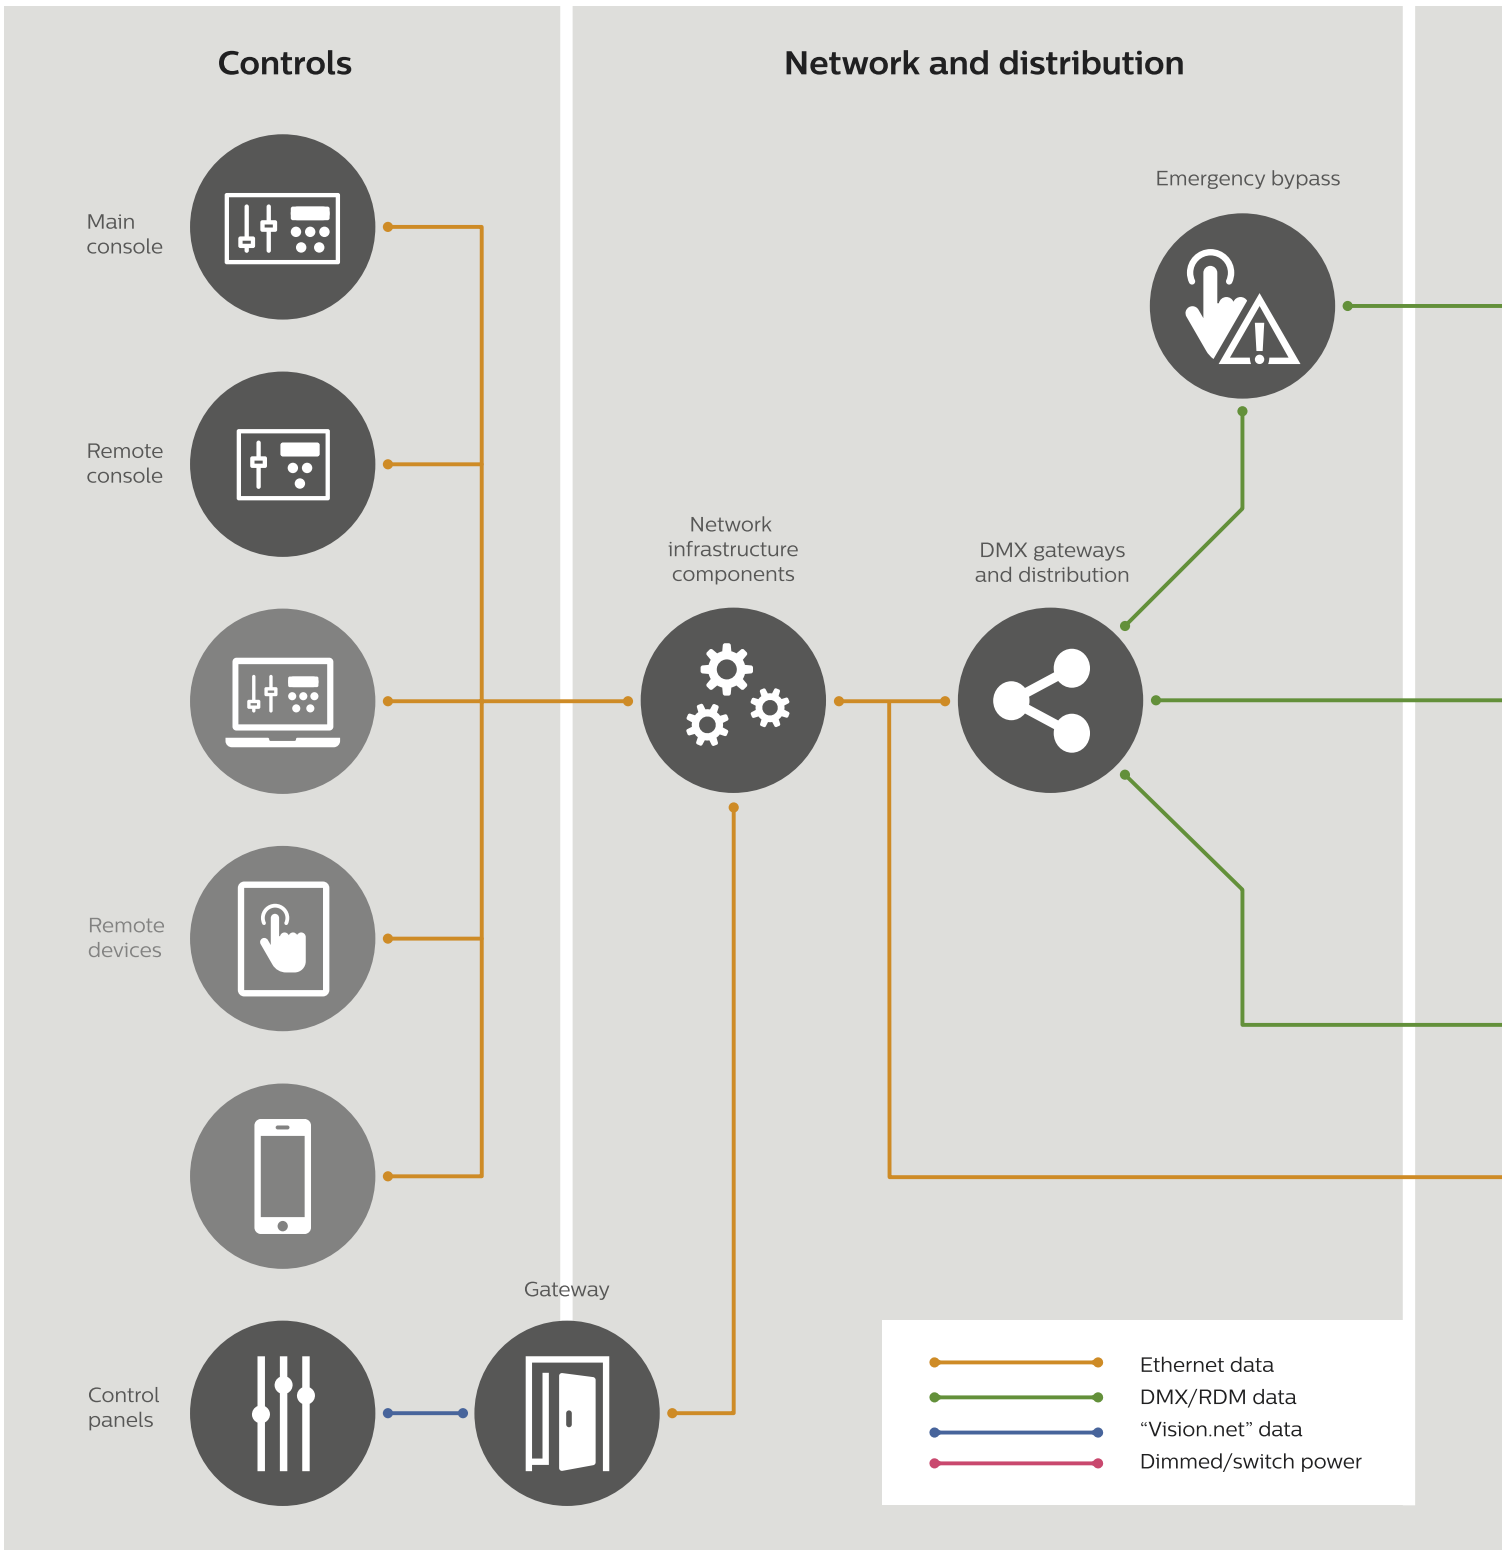 Controls
Network and distribution
Emergency bypass
Main
console
Remote
console
Network
infrastructure
components
DMX gateways
and distribution
Remote
devices
Gateway
Control
panels
Ethernet data
DMX/RDM data
“Vision.net” data
Dimmed/switch power